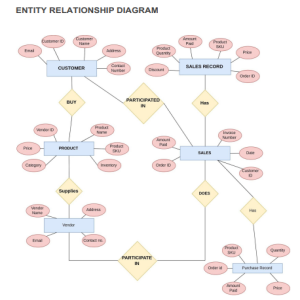 ENTITY RELATIONSHIP DIAGRAM
Customer ID
Customer
Name
Email
Address
CUSTOMER
Contact
Number
Amount
Paid
Product
SKU
Product
Quantity
Price
SALES RECORD
Discount
Order ID
BUY
PARTICIPATED
IN
Has
Vendor ID
Product
Name
Price
PRODUCT
Product
SKU
Category
Inventory
Amount
Paid
Invoice
Number
SALES
Date
Order ID
Customer
ID
Supplies
DOES
Has
Vendor
Name
Address
Vendor
Email
Contact no.
PARTICIPATE
IN
Product
SKU
Quantity
Order Id
Purchase Record
Amount
Paid
Price